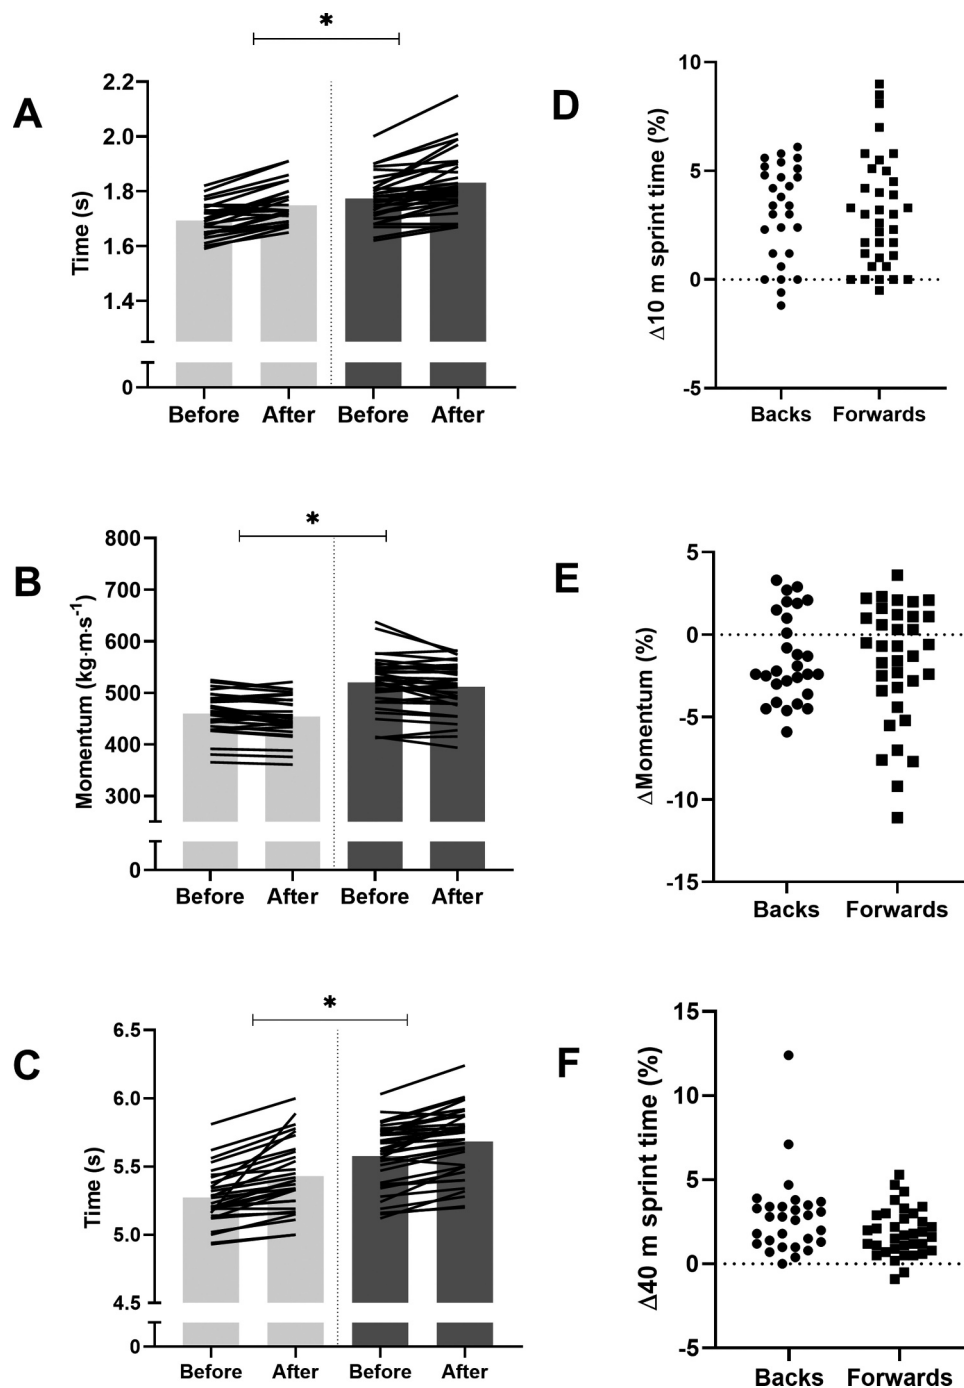 *
A
2.2
2.0
1.8
1.6
1.4
0
Time (s)
Before After Before After
D
10
5
0
-5
Δ10 m sprint time (%)
Backs Forwards
*
B
800
700
600
500
400
300
0
Momentum (kg·m·s⁻¹)
Before After Before After
E
5
0
-5
-10
-15
ΔMomentum (%)
Backs Forwards
*
C
6.5
6.0
5.5
5.0
4.5
0
Time (s)
Before After Before After
F
15
10
5
0
-5
Δ40 m sprint time (%)
Backs Forwards